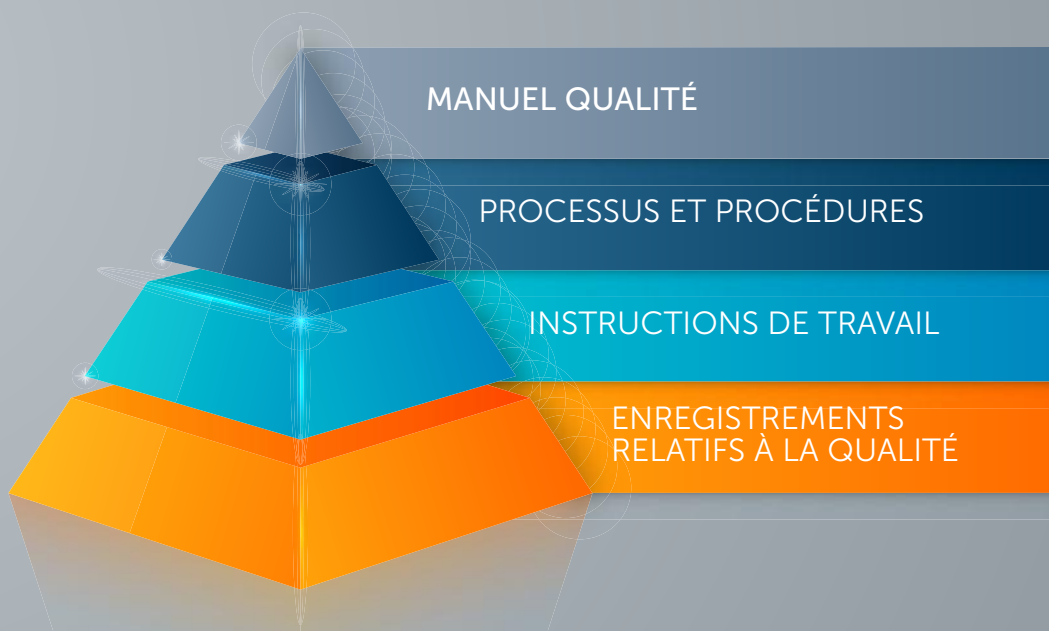 MANUEL QUALITÉ
PROCESSUS ET PROCÉDURES
INSTRUCTIONS DE TRAVAIL
ENREGISTREMENTS
RELATIFS À LA QUALITÉ